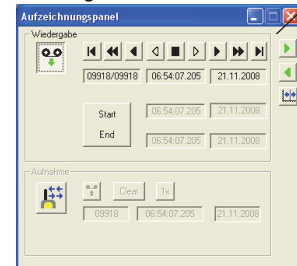 Aufzeichnungspanel
Wiedergabe
09918/09918 06:54:07.205 21.11.2008
Start 06:54:07.205 21.11.2008
End 06:54:07.205 21.11.2008
Aufnahme
Clear 1x
09918 06:54:07.205 21.11.2008